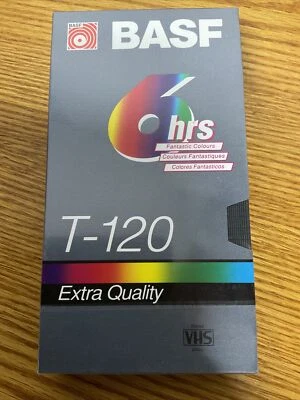 BASF
BASF
6 hrs
Fantastic Colours
Couleurs Fantastiques
Colores Fantasticos
T-120
Extra Quality
VHS